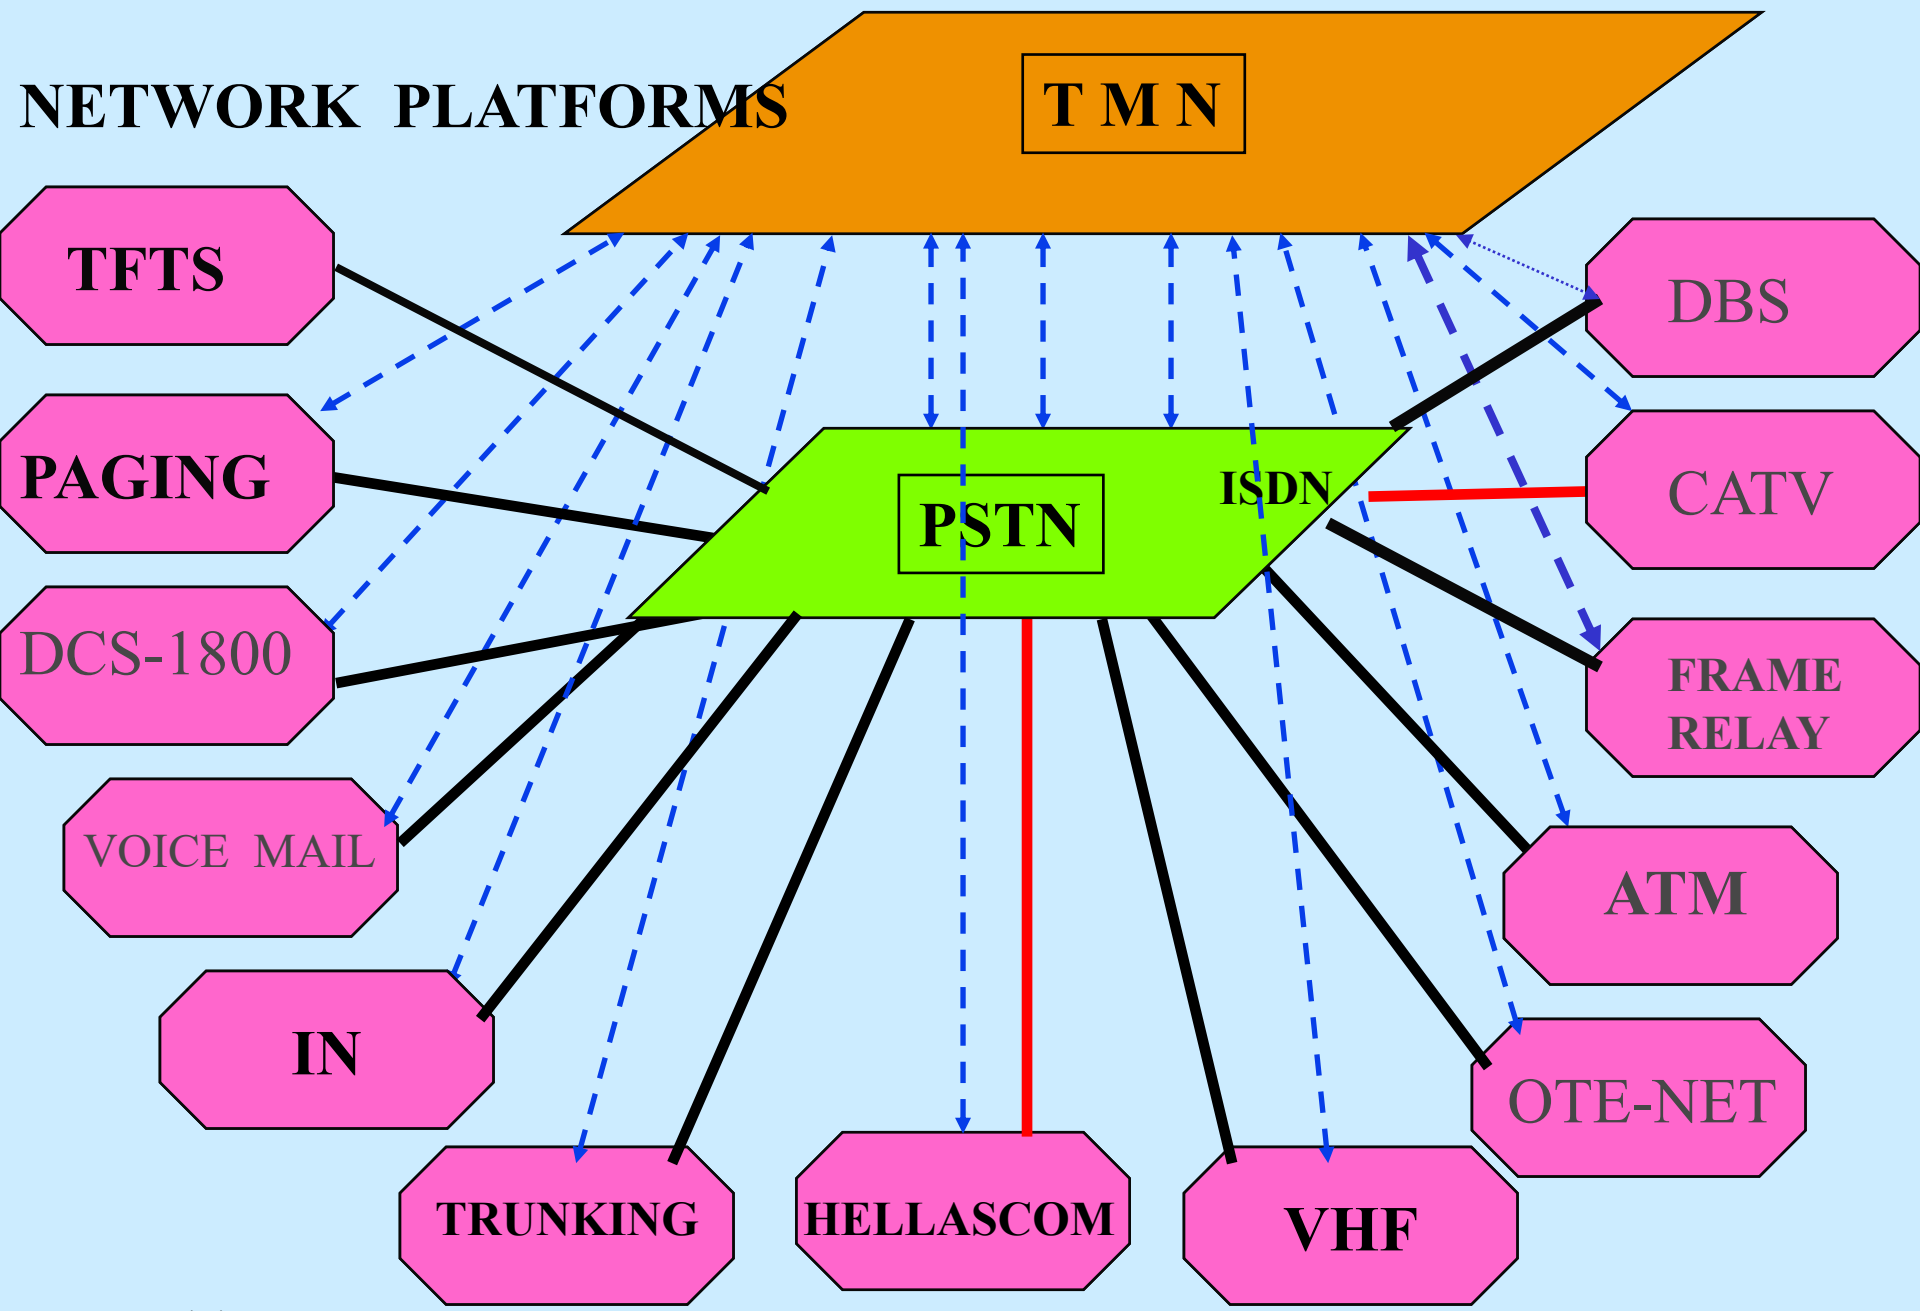 NETWORK PLATFORMS
T M N
TFTS
DBS
PAGING
PSTN
ISDN
CATV
DCS-1800
FRAME
RELAY
VOICE MAIL
ATM
IN
OTE-NET
TRUNKING
HELLASCOM
VHF